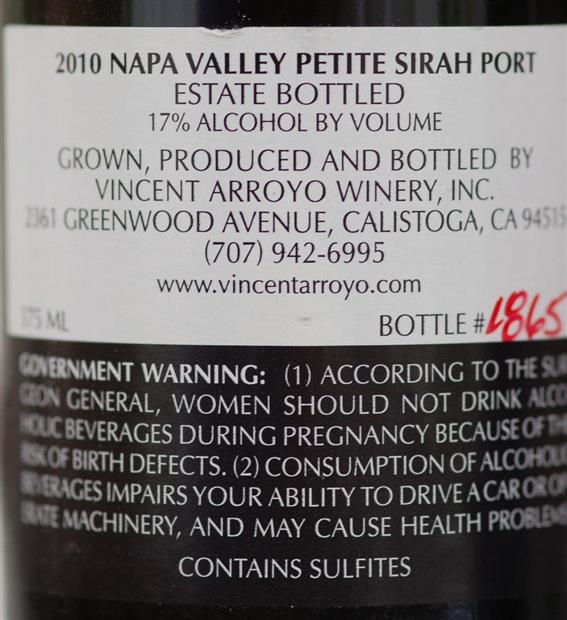 2010 NAPA VALLEY PETITE SIRAH PORT
ESTATE BOTTLED
17% ALCOHOL BY VOLUME
GROWN, PRODUCED AND BOTTLED BY
VINCENT ARROYO WINERY, INC.
2361 GREENWOOD AVENUE, CALISTOGA, CA 94515
(707) 942-6995
www.vincentarroyo.com
375 ML
BOTTLE # 1865
GOVERNMENT WARNING: (1) ACCORDING TO THE SUR
GEON GENERAL, WOMEN SHOULD NOT DRINK ALCO
HOLIC BEVERAGES DURING PREGNANCY BECAUSE OF TH
RISK OF BIRTH DEFECTS. (2) CONSUMPTION OF ALCOHOLI
BEVERAGES IMPAIRS YOUR ABILITY TO DRIVE A CAR OR OP
ERATE MACHINERY, AND MAY CAUSE HEALTH PROBLEMS
CONTAINS SULFITES